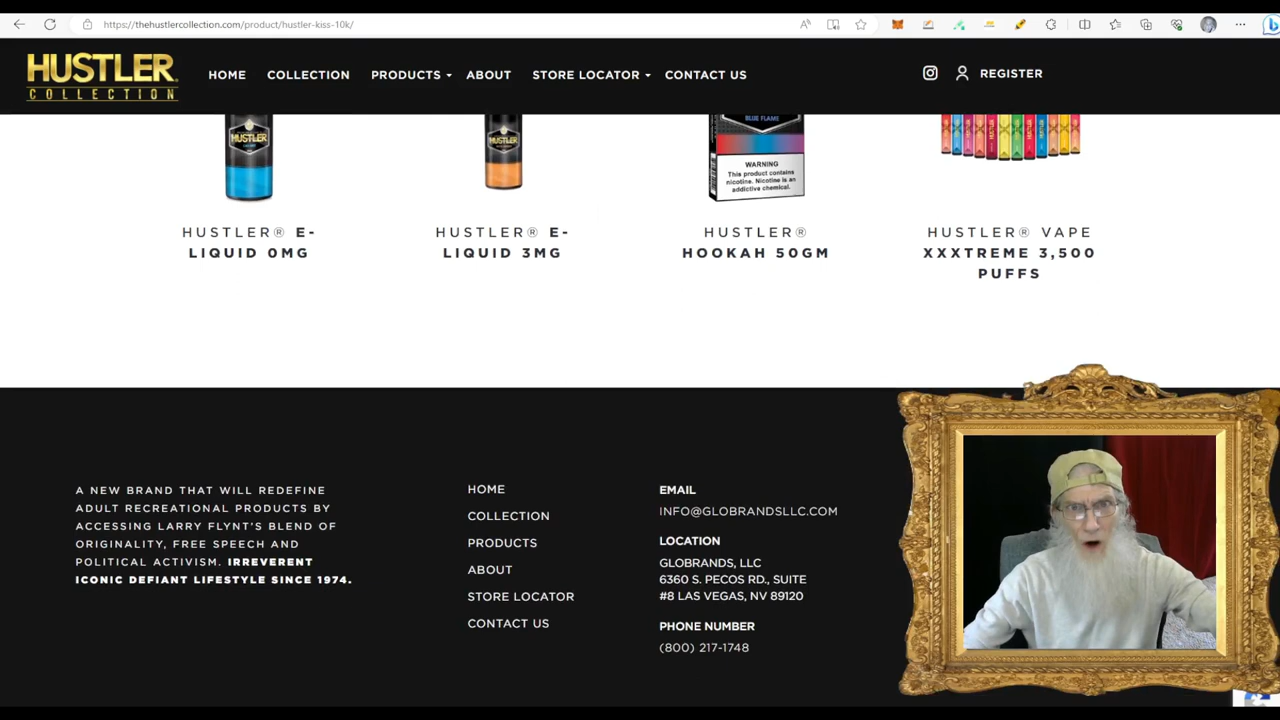 https://thehustlercollection.com/product/hustler-kiss-10k/
HUSTLER®
COLLECTION
HOME
COLLECTION
PRODUCTS
ABOUT
STORE LOCATOR
CONTACT US
REGISTER
HUSTLER
HUSTLER
BLUE FLAME
WARNING
This product contains
nicotine. Nicotine is an
addictive chemical.
HUSTLER® E-
LIQUID 0MG
HUSTLER® E-
LIQUID 3MG
HUSTLER®
HOOKAH 50GM
HUSTLER® VAPE
XXXTREME 3,500
PUFFS
A NEW BRAND THAT WILL REDEFINE
ADULT RECREATIONAL PRODUCTS BY
ACCESSING LARRY FLYNT'S BLEND OF
ORIGINALITY, FREE SPEECH AND
POLITICAL ACTIVISM. IRREVERENT
ICONIC DEFIANT LIFESTYLE SINCE 1974.
HOME
COLLECTION
PRODUCTS
ABOUT
STORE LOCATOR
CONTACT US
EMAIL
INFO@GLOBRANDSLLC.COM
LOCATION
GLOBRANDS, LLC
6360 S. PECOS RD., SUITE
#8 LAS VEGAS, NV 89120
PHONE NUMBER
(800) 217-1748